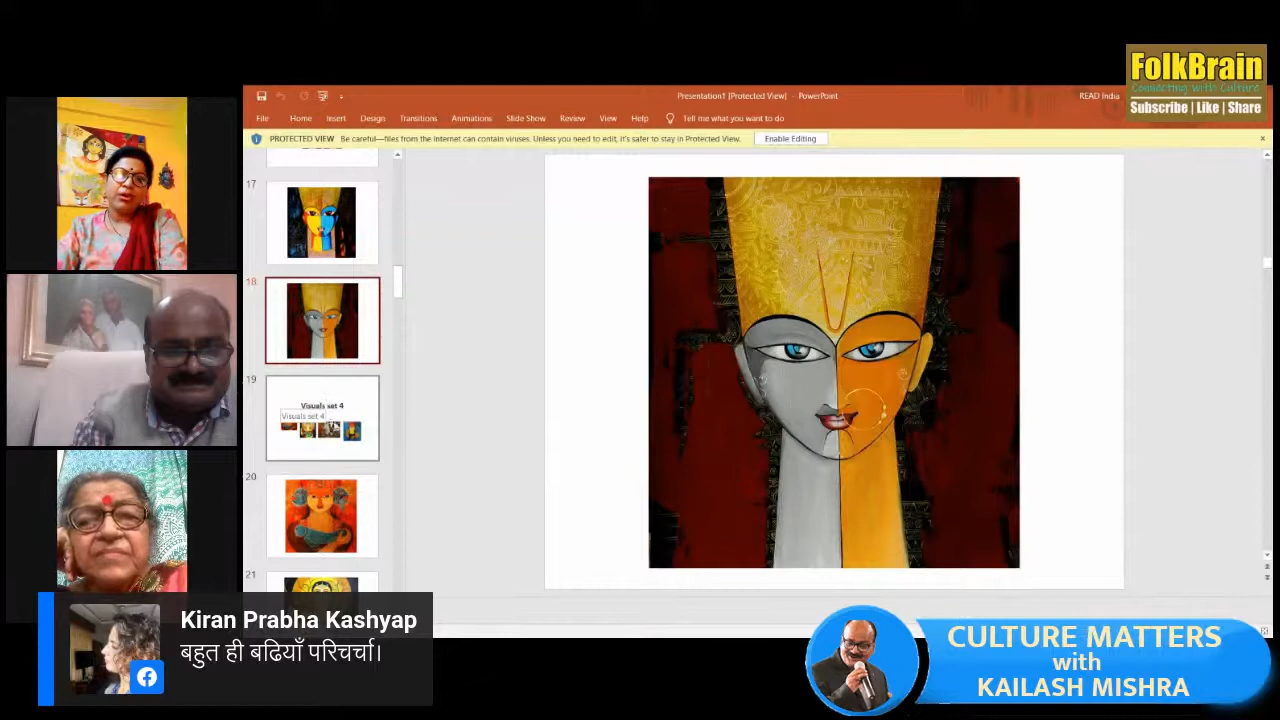 FolkBrain
Connecting with Culture
Subscribe | Like | Share
Presentation1 [Protected View] - PowerPoint
READ India
File Home Insert Design Transitions Animations Slide Show Review View Help Tell me what you want to do
PROTECTED VIEW Be careful—files from the Internet can contain viruses. Unless you need to edit, it's safer to stay in Protected View. Enable Editing
17
18
19
Visuals set 4
Visuals set 4
20
21
Kiran Prabha Kashyap
बहुत ही बढियाँ परिचर्चा।
CULTURE MATTERS
with
KAILASH MISHRA